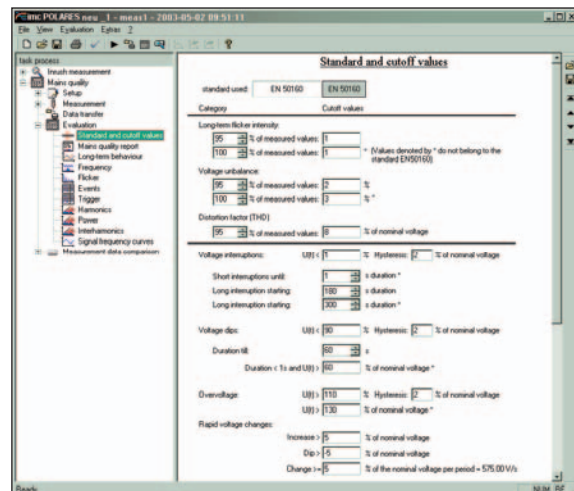 imc POLARES neu _1 - meas1 - 2003-05-02 09:51:11
File View Evaluation Extras ?
task process
Inrush measurement
Mains quality
Setup
Measurement
Data transfer
Evaluation
Standard and cutoff values
Mains quality report
Long-term behaviour
Frequency
Flicker
Events
Trigger
Harmonics
Power
Interharmonics
Signal frequency curves
Measurement data comparison
Standard and cutoff values
standard used: EN 50160 EN 50160
Category Cutoff values
Long-term flicker intensity:
95 % of measured values: 1
100 % of measured values: 1 * (Values denoted by * do not belong to the
standard EN50160)
Voltage unbalance:
95 % of measured values: 2 %
100 % of measured values: 3 % *
Distortion factor (THD)
95 % of measured values: 8 % of nominal voltage
Voltage interruptions: U(t) < 1 % Hysteresis: 2 % of nominal voltage
Short interruptions until: 1 s duration *
Long interruption starting: 180 s duration
Long interruption starting: 300 s duration *
Voltage dips: U(t) < 90 % Hysteresis: 2 % of nominal voltage
Duration till: 60 s
Duration < 1s and U(t) > 60 % of nominal voltage *
Overvoltage U(t) > 110 % Hysteresis: 2 % of nominal voltage
U(t) > 130 % of nominal voltage *
Rapid voltage changes:
Increase > 5 % of nominal voltage
Dip > -5 % of nominal voltage
Change >= 5 % of the nominal voltage per period = 575.00 V/s
Ready NUM